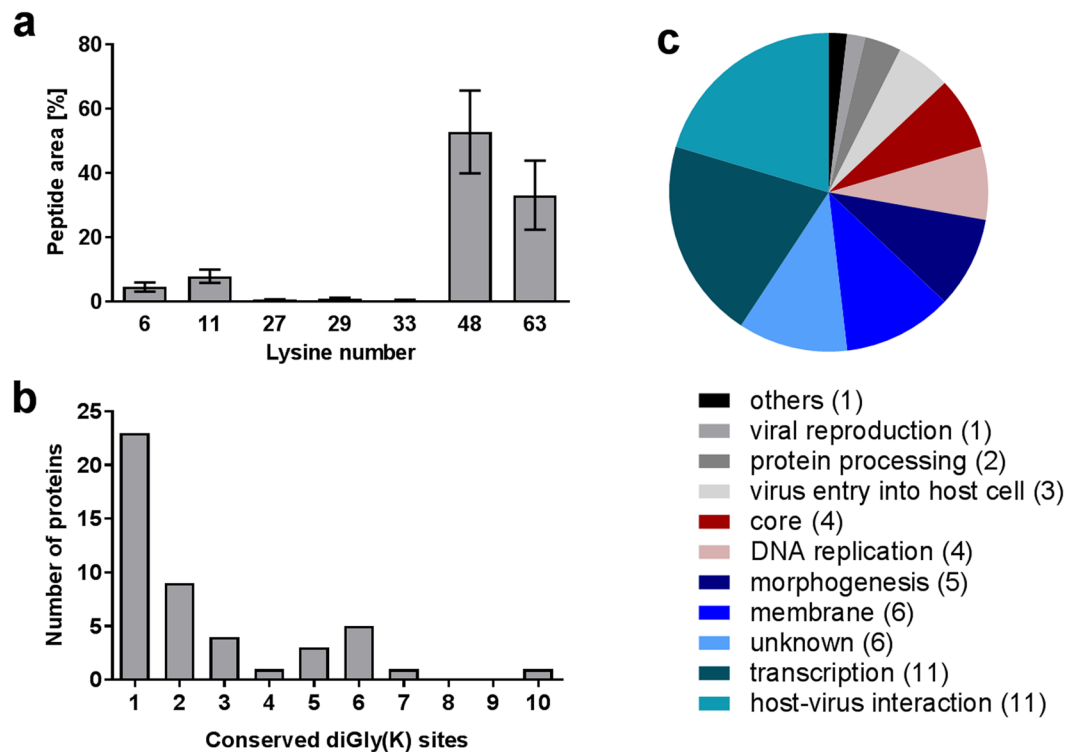 a
Peptide area [%]
80
60
40
20
0
6 11 27 29 33 48 63
Lysine number
b
Number of proteins
25
20
15
10
5
0
1 2 3 4 5 6 7 8 9 10
Conserved diGly(K) sites
c
others (1)
viral reproduction (1)
protein processing (2)
virus entry into host cell (3)
core (4)
DNA replication (4)
morphogenesis (5)
membrane (6)
unknown (6)
transcription (11)
host-virus interaction (11)